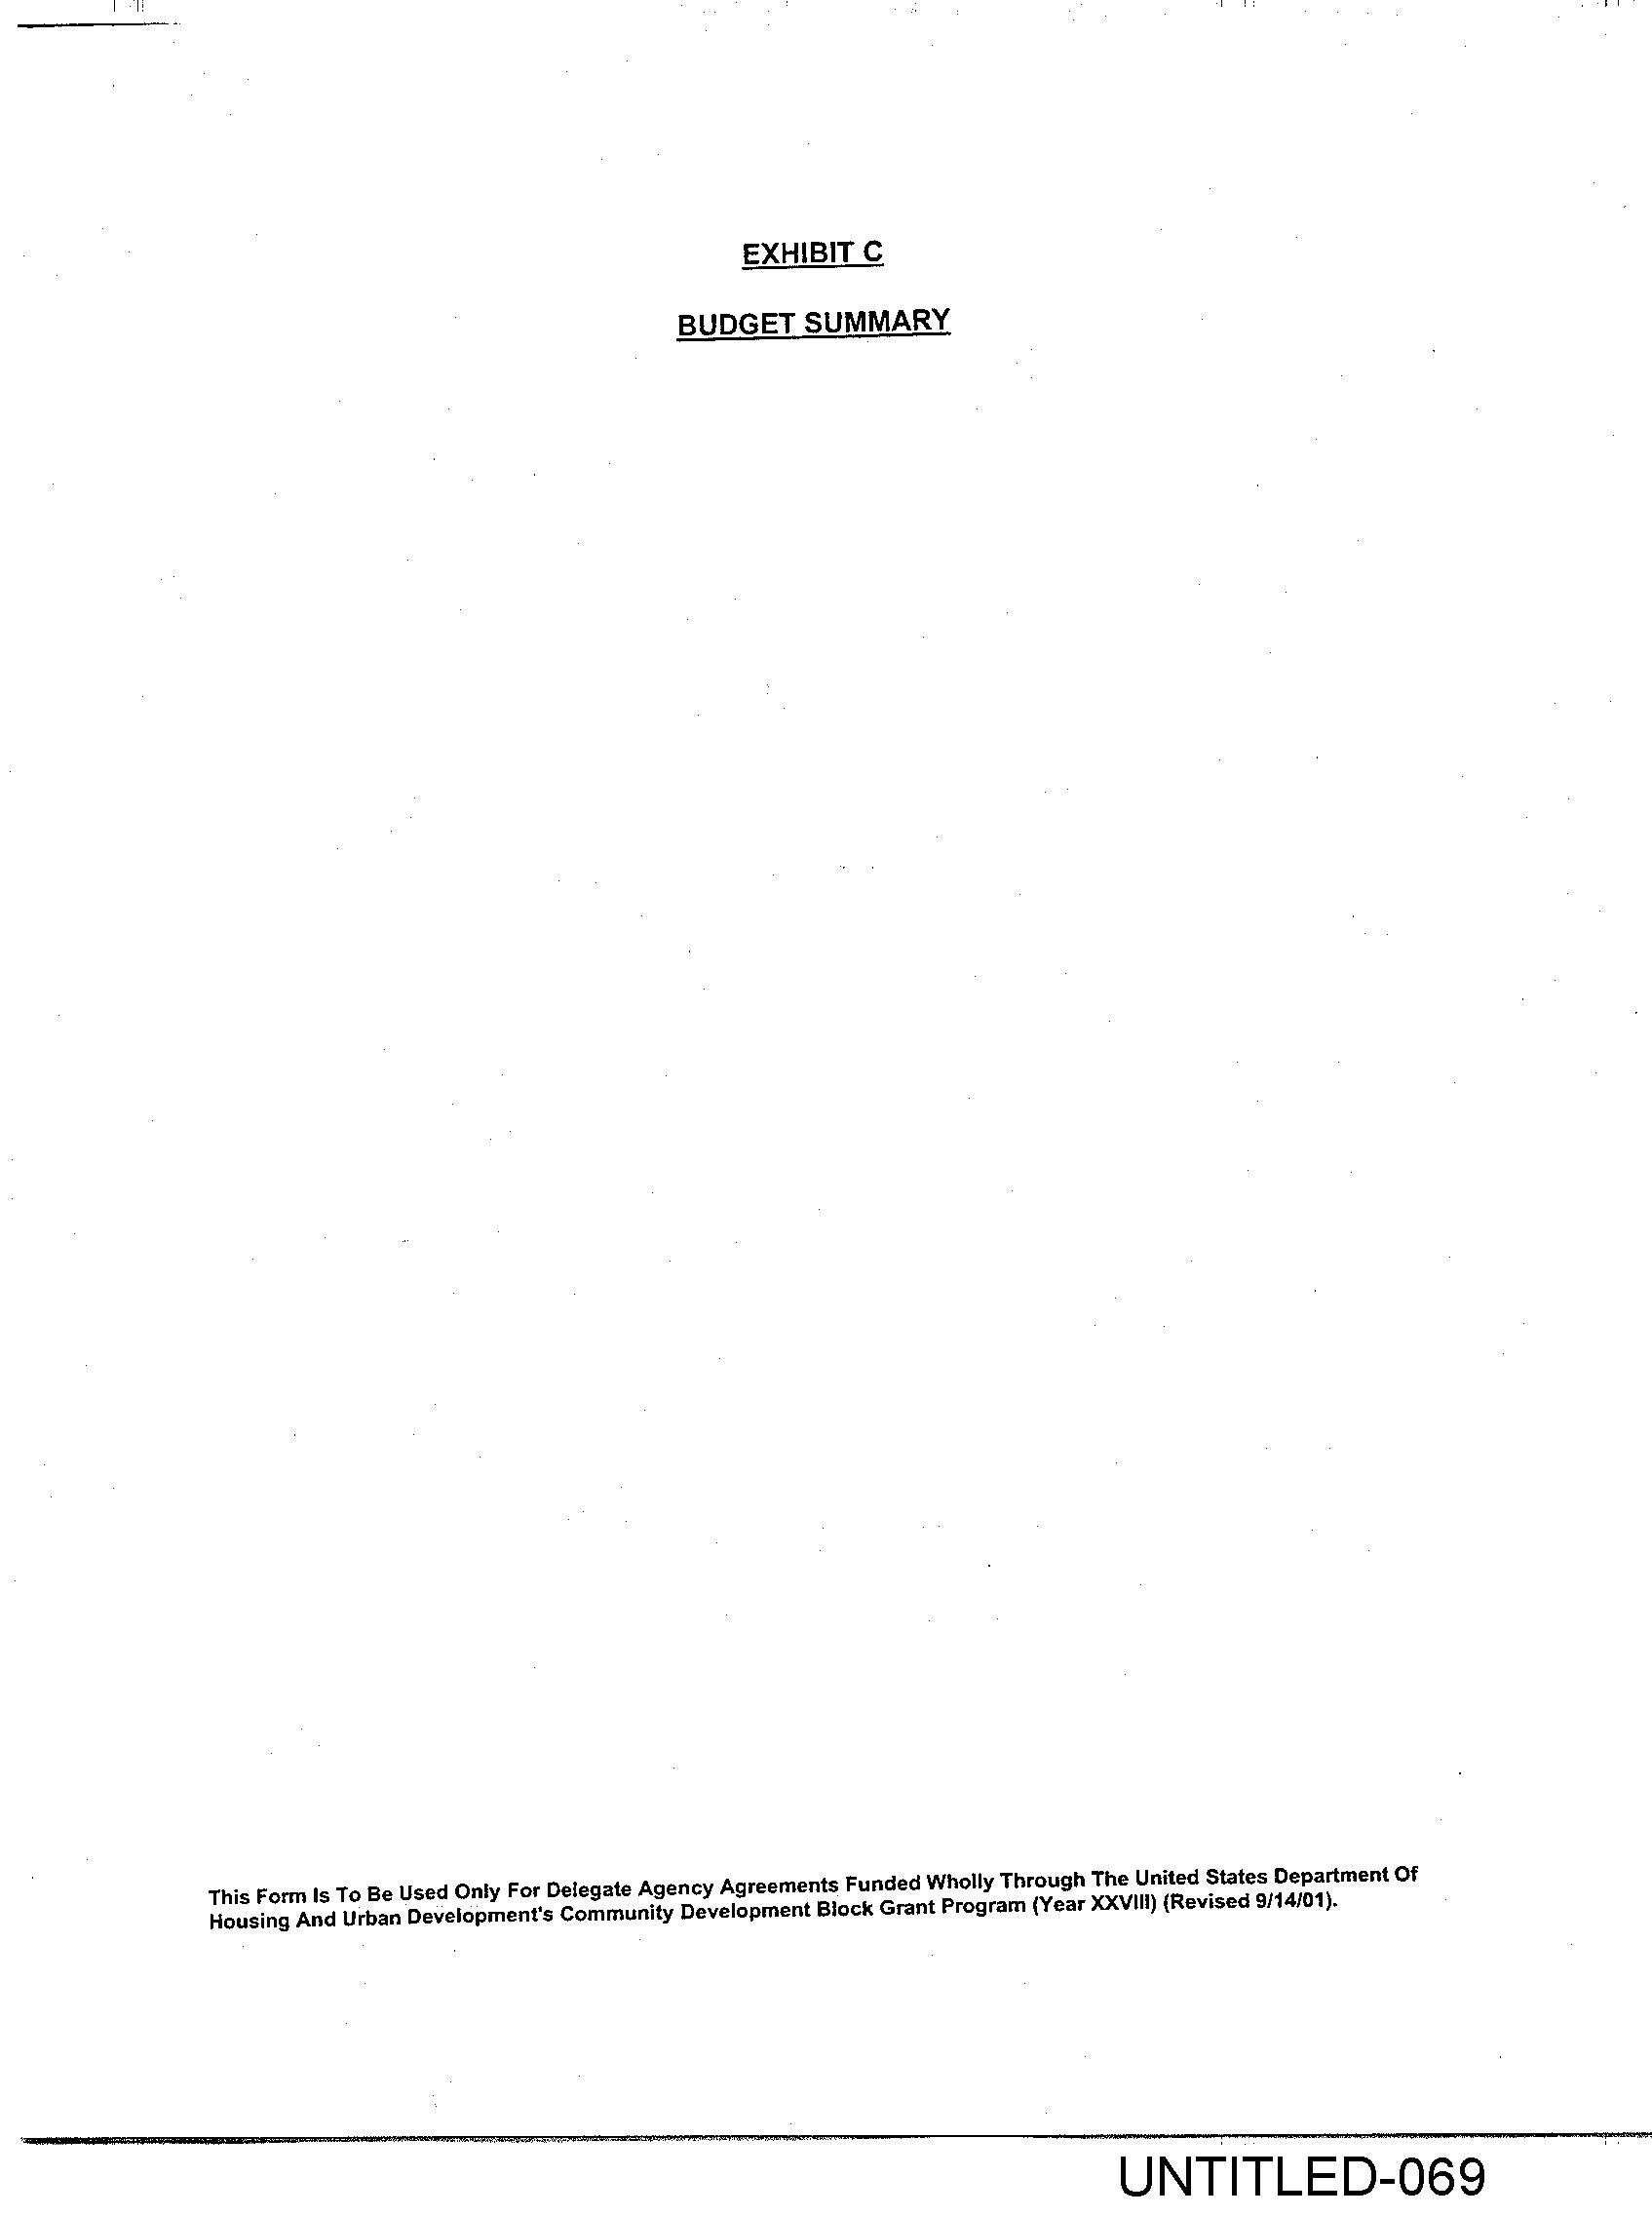 EXHIBIT C
BUDGET SUMMARY
This Form Is To Be Used Only For Delegate Agency Agreements Funded Wholly Through The United States Department Of
Housing And Urban Development's Community Development Block Grant Program (Year XXVIII) (Revised 9/14/01).
UNTITLED-069